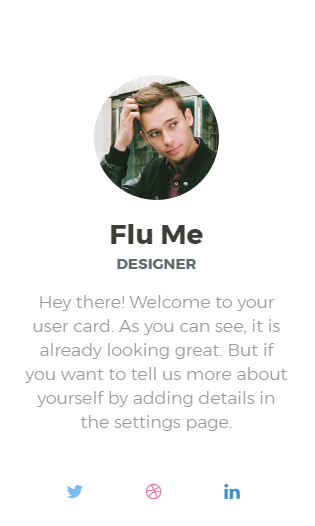 Flu Me
DESIGNER
Hey there! Welcome to your
user card. As you can see, it is
already looking great. But if
you want to tell us more about
yourself by adding details in
the settings page.
in